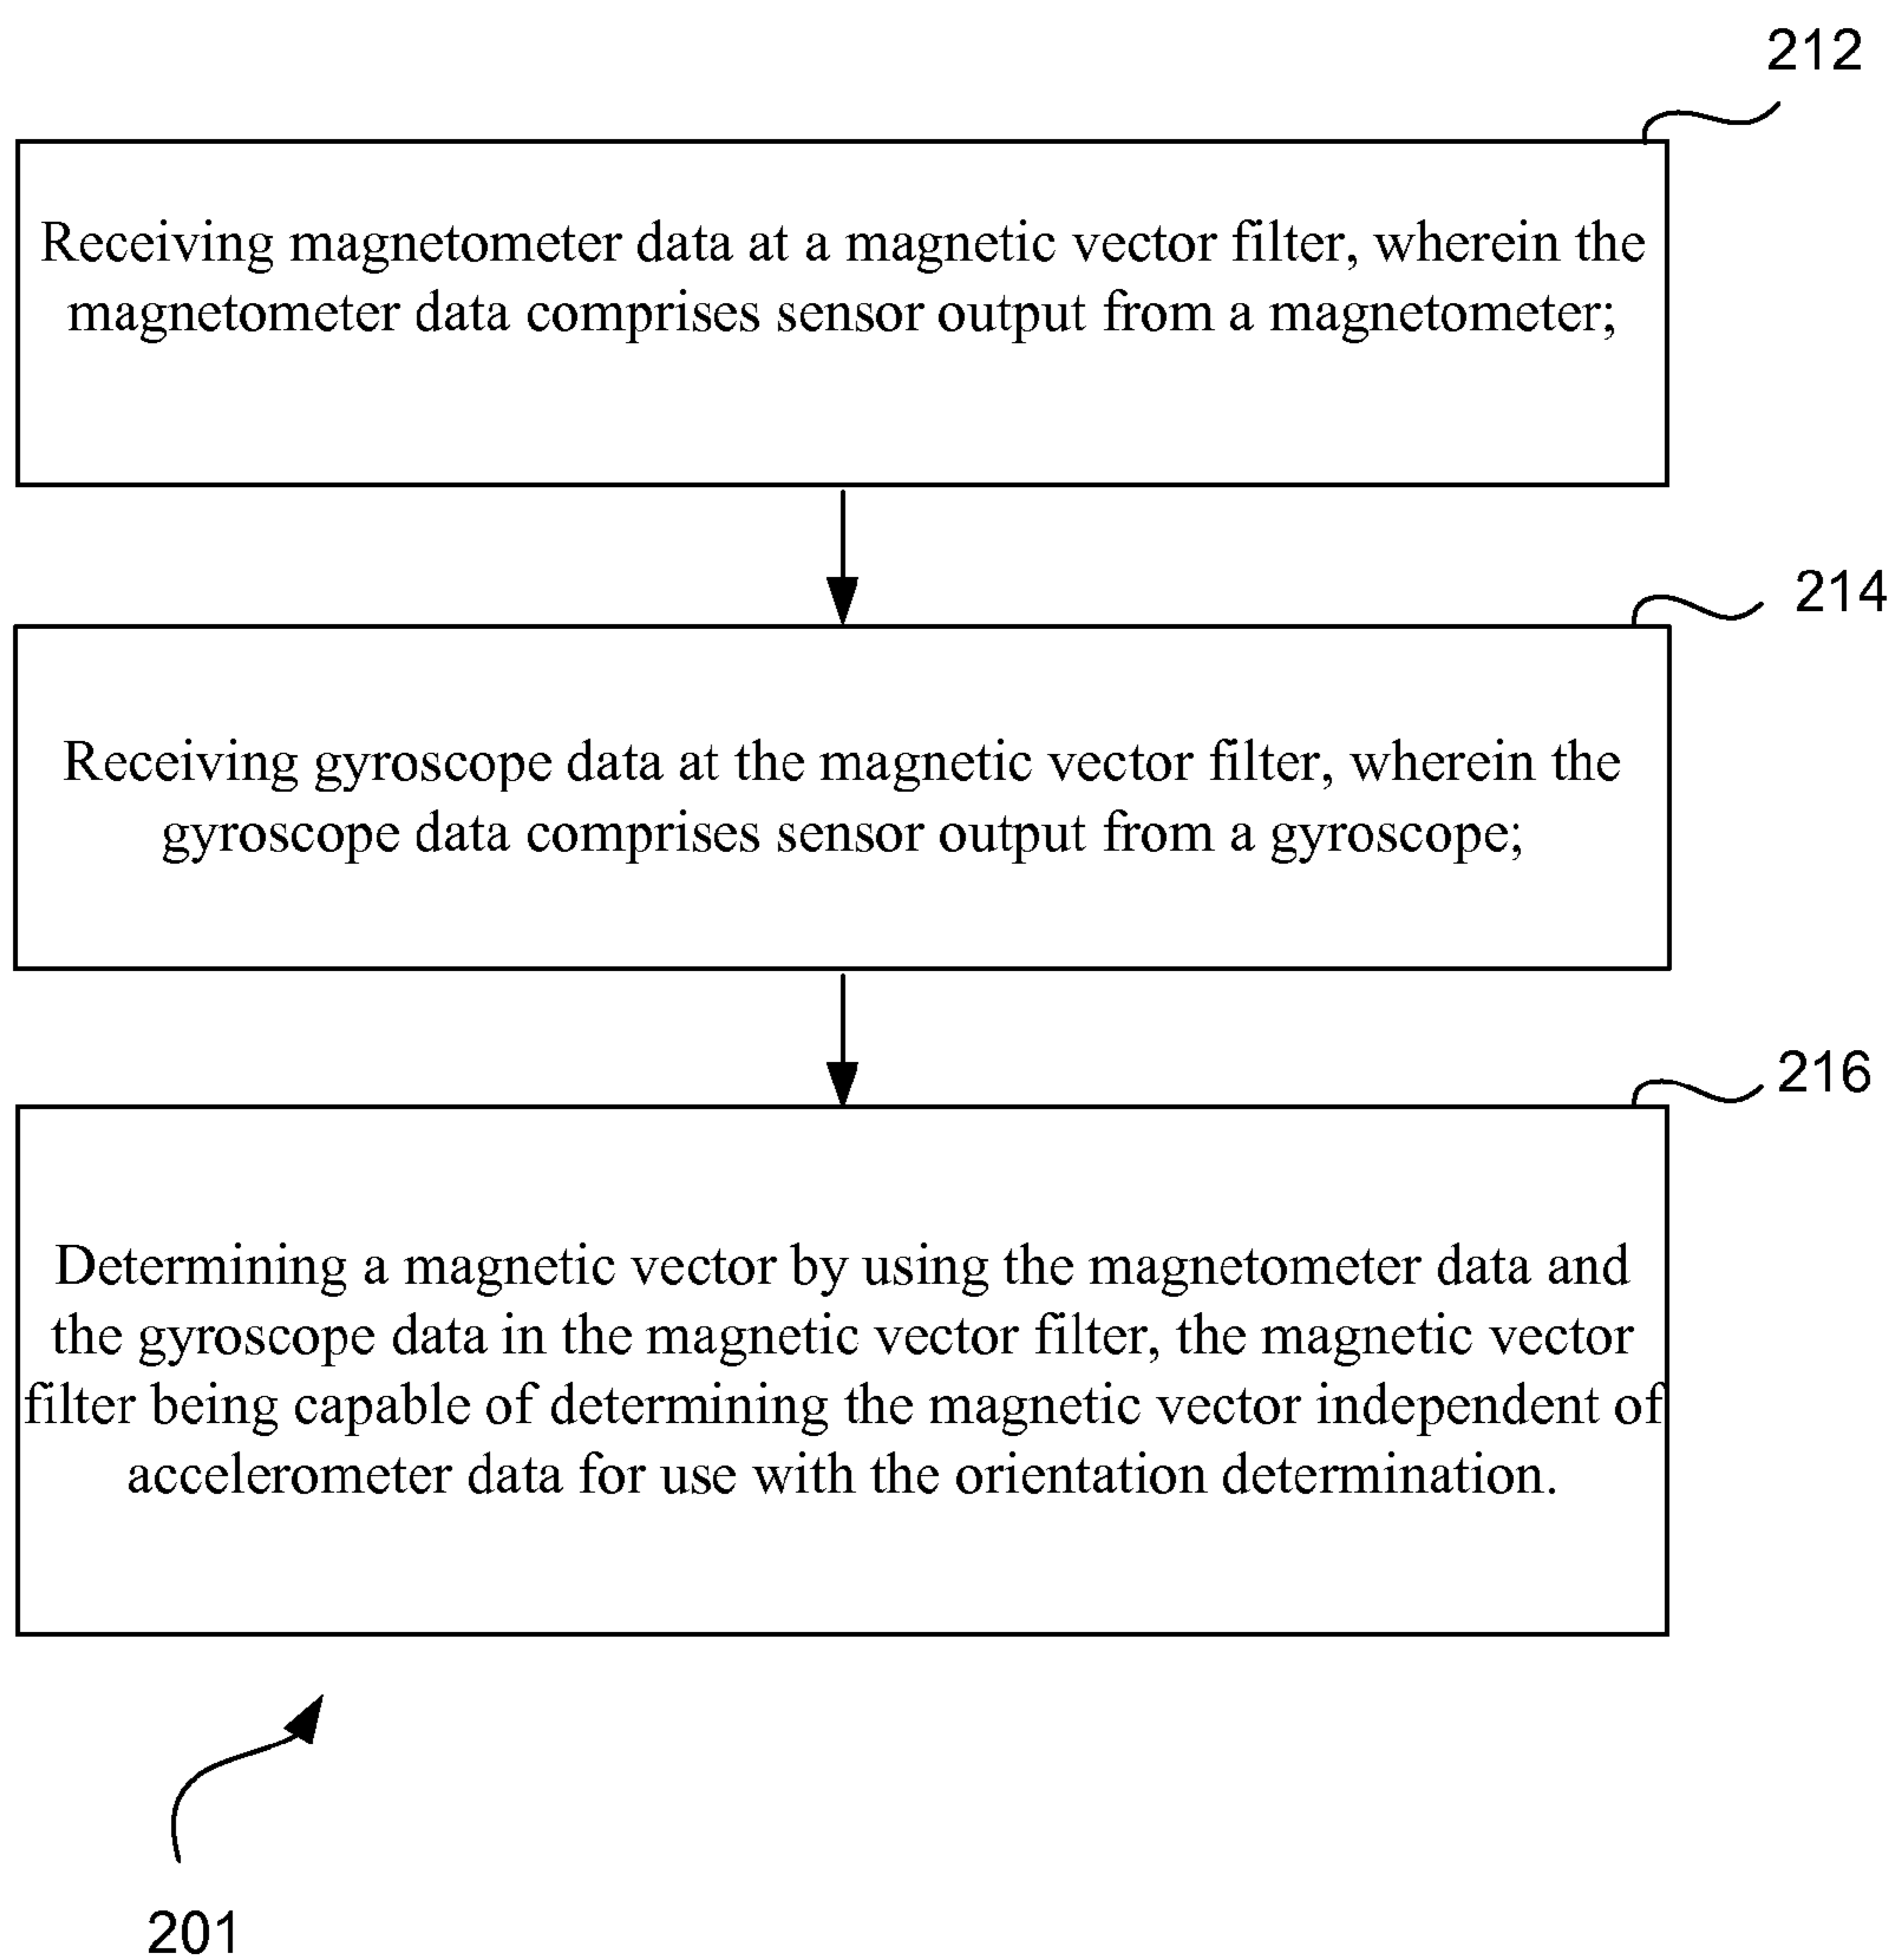 212
Receiving magnetometer data at a magnetic vector filter, wherein the
magnetometer data comprises sensor output from a magnetometer;
214
Receiving gyroscope data at the magnetic vector filter, wherein the
gyroscope data comprises sensor output from a gyroscope;
216
Determining a magnetic vector by using the magnetometer data and
the gyroscope data in the magnetic vector filter, the magnetic vector
filter being capable of determining the magnetic vector independent of
accelerometer data for use with the orientation determination.
201